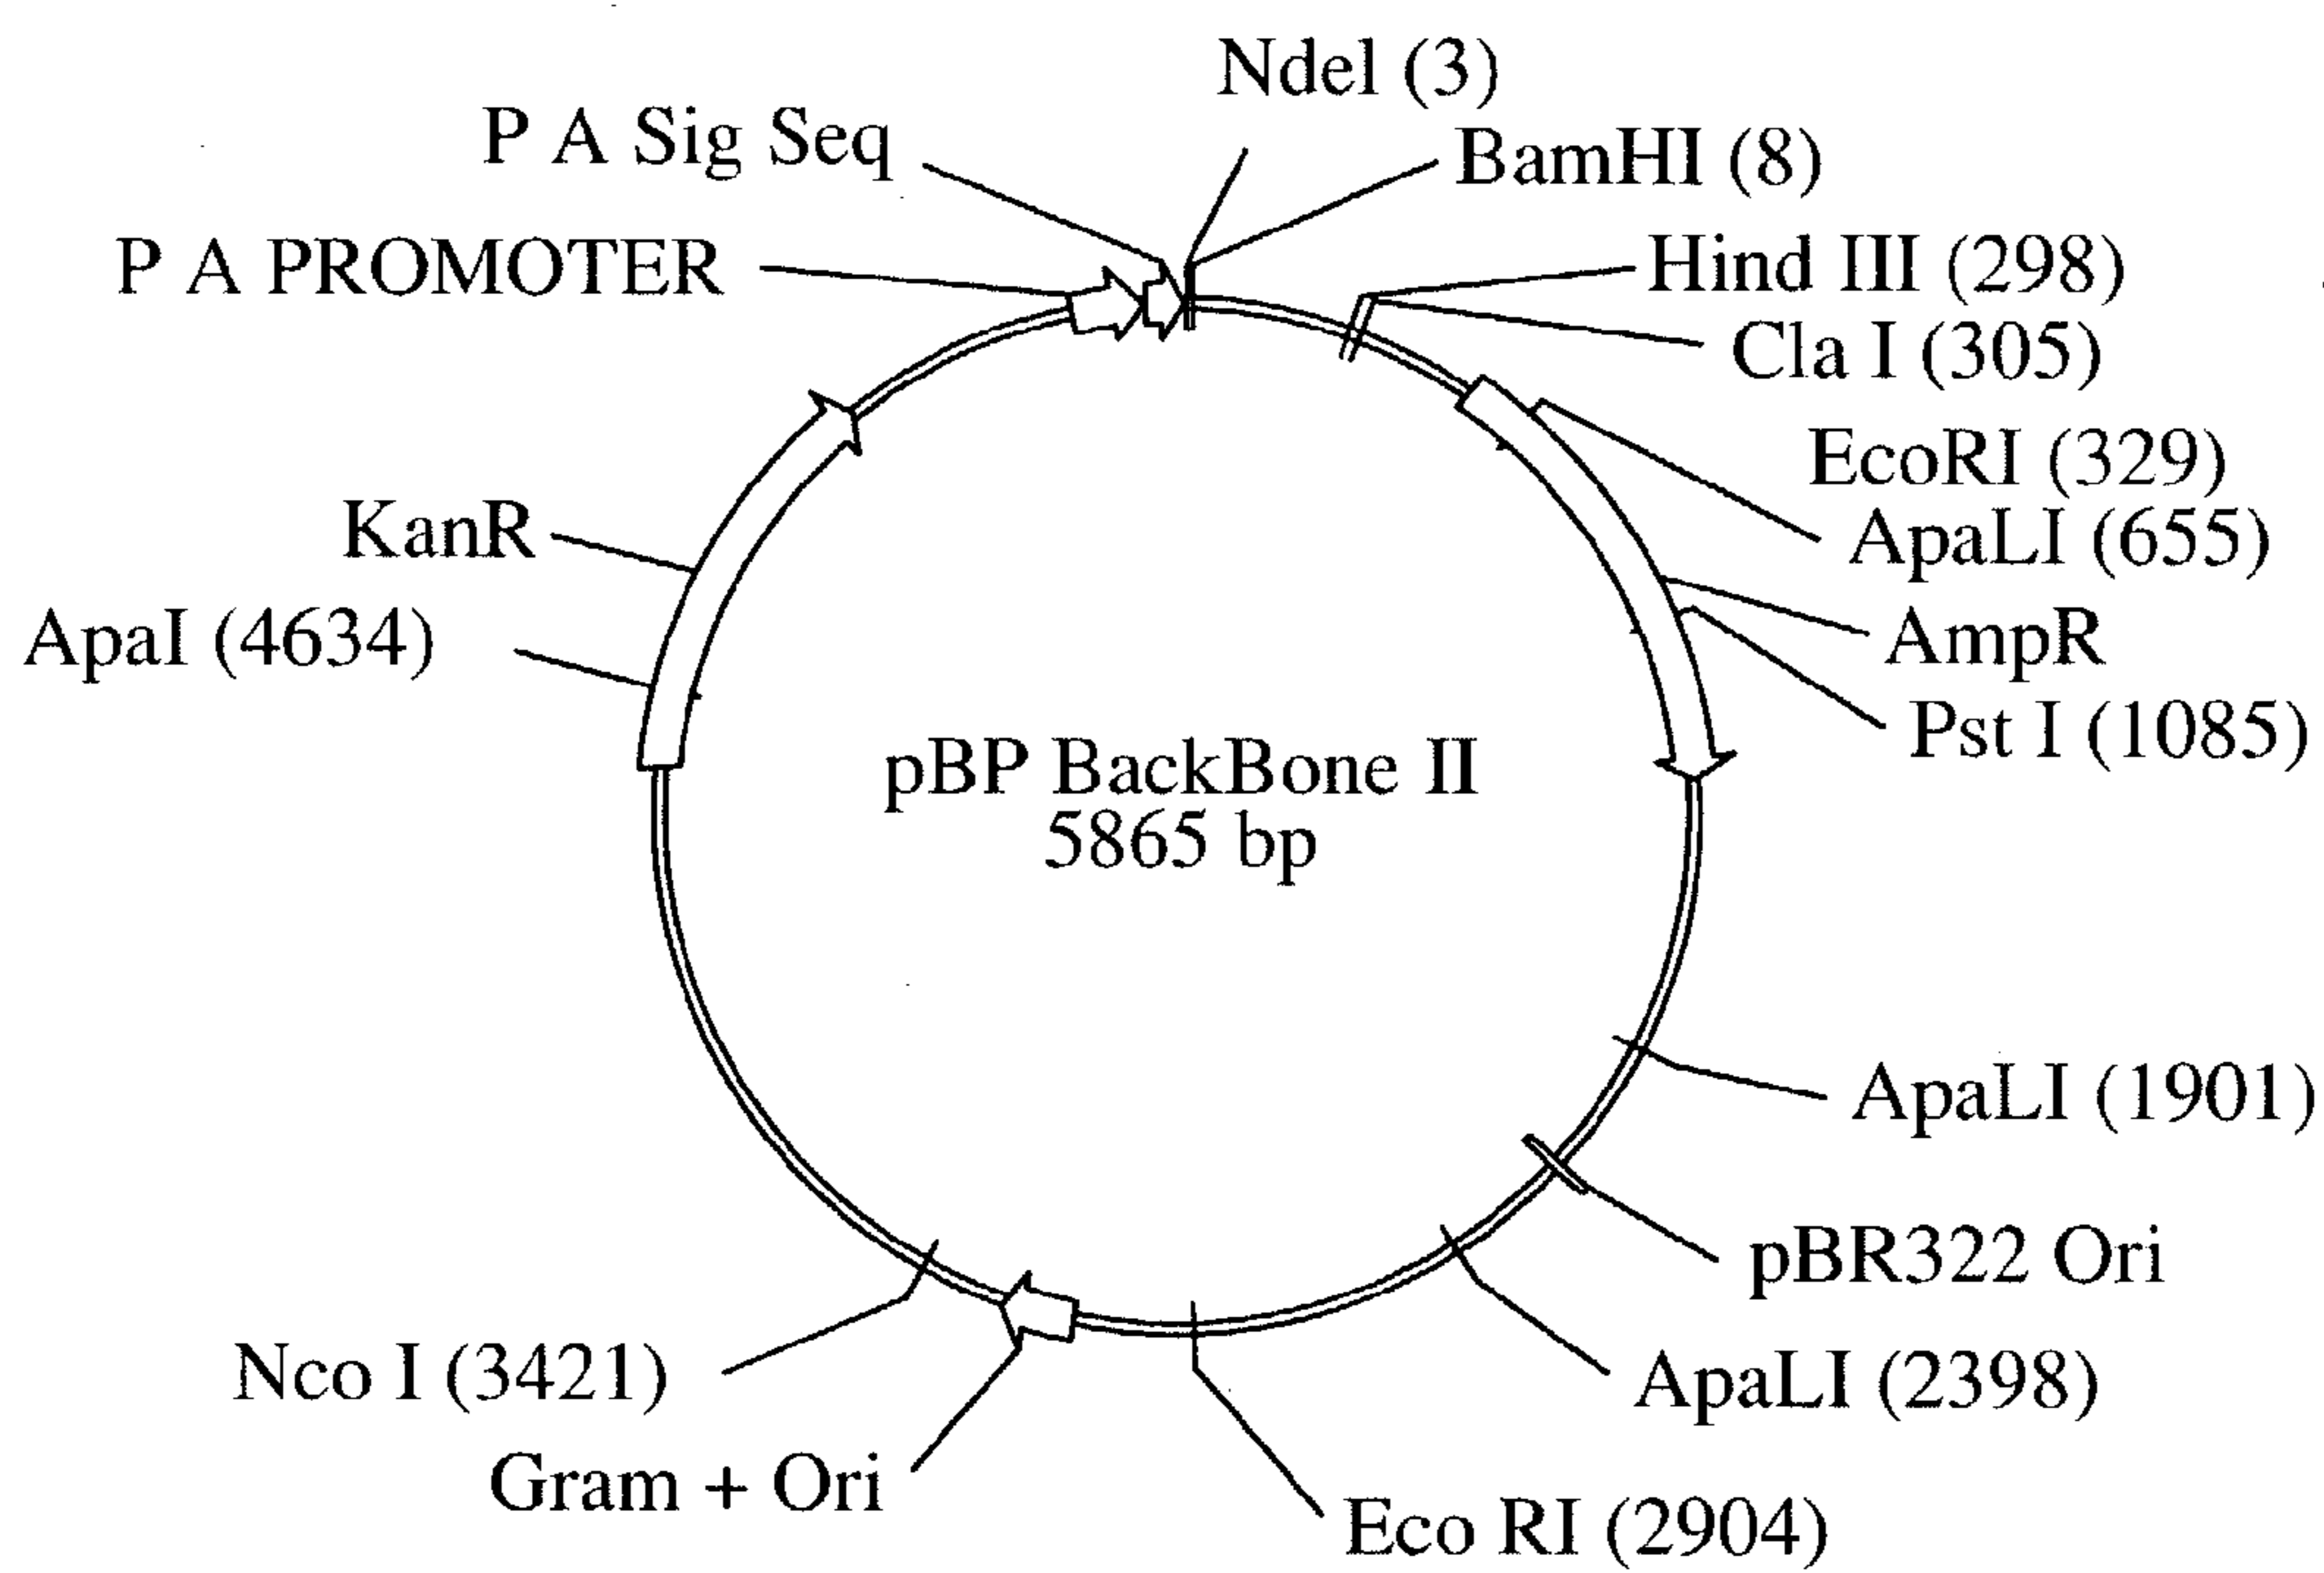 NdeI (3)
P A Sig Seq
BamHI (8)
P A PROMOTER
Hind III (298)
Cla I (305)
EcoRI (329)
ApaLI (655)
KanR
AmpR
ApaI (4634)
Pst I (1085)
pBP BackBone II
5865 bp
ApaLI (1901)
pBR322 Ori
Nco I (3421)
ApaLI (2398)
Gram + Ori
Eco RI (2904)